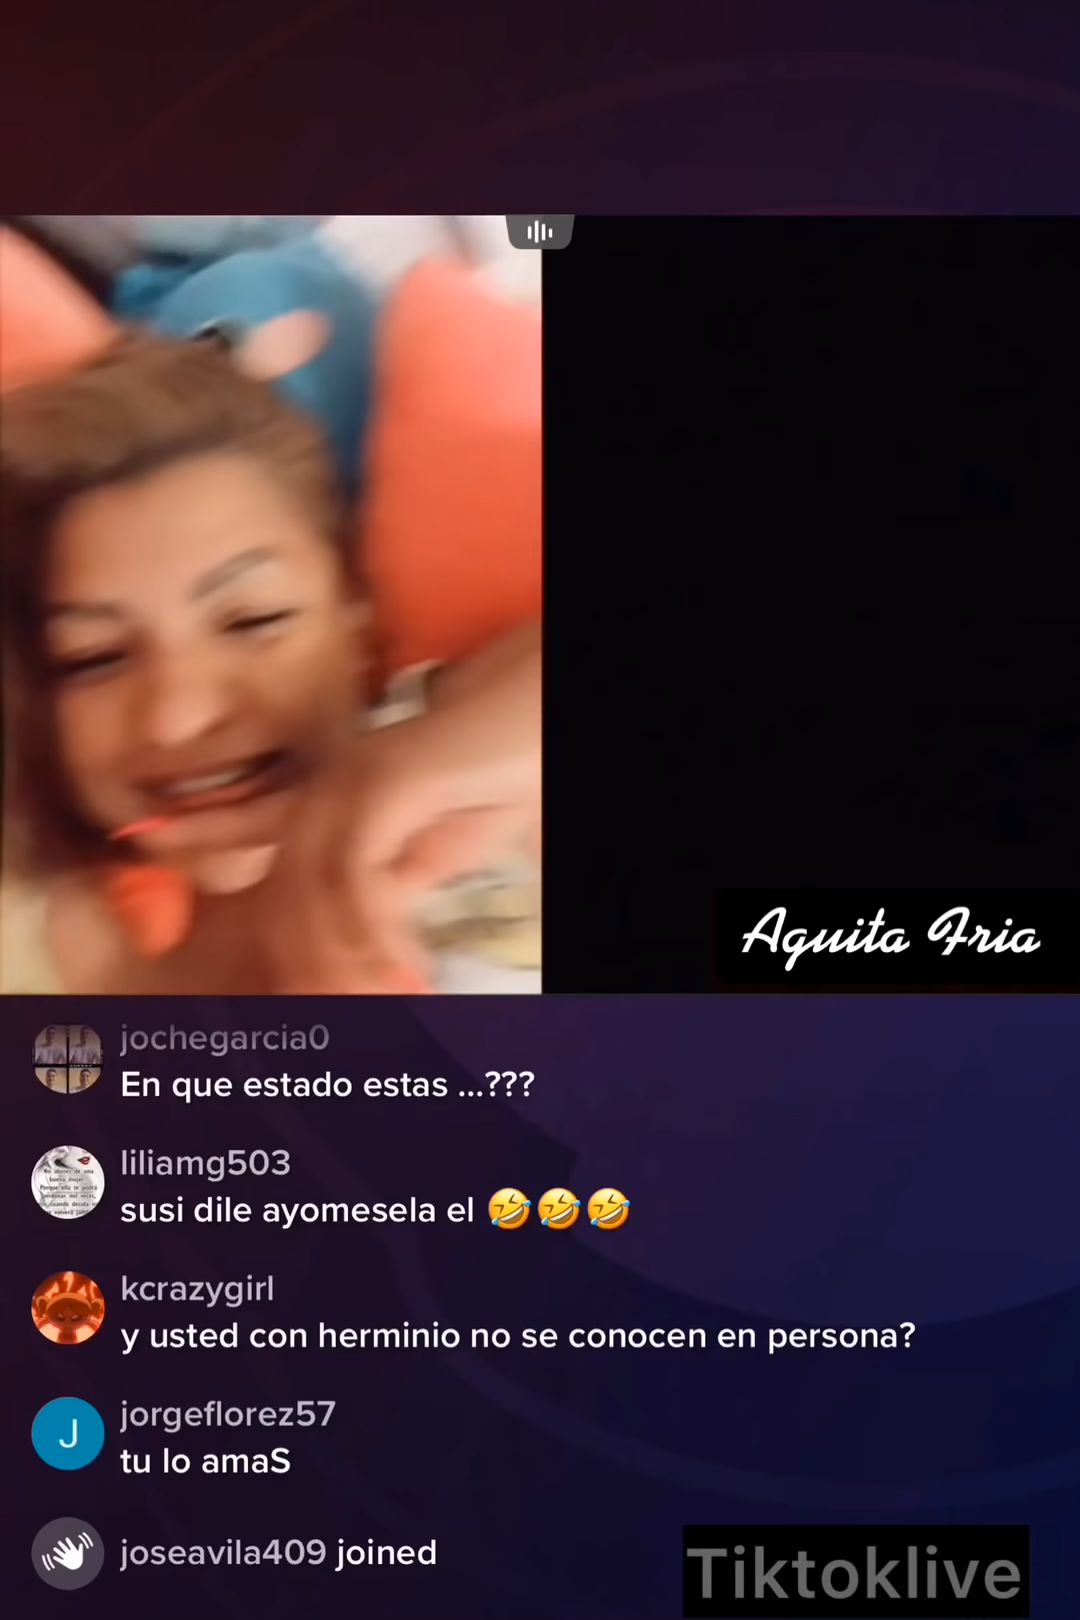 Aguita Fria
jochegarcia0
En que estado estas ...???
liliamg503
susi dile ayomesela el 🤣🤣🤣
kcrazygirl
y usted con herminio no se conocen en persona?
jorgeflorez57
J
tu lo amaS
joseavila409 joined
Tiktoklive